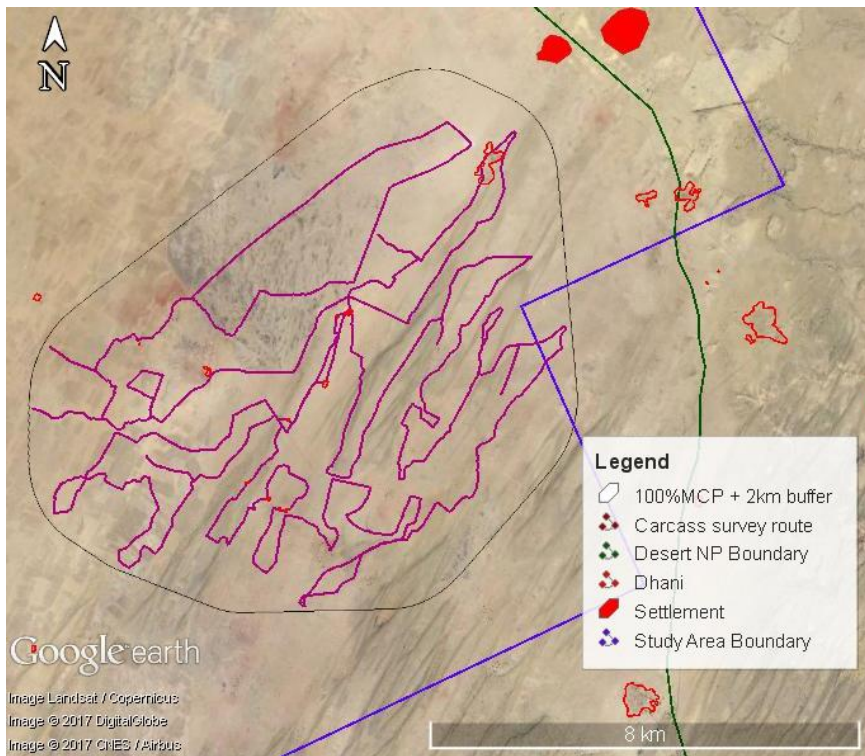 N
Legend
100%MCP + 2km buffer
Carcass survey route
Desert NP Boundary
Dhani
Settlement
Study Area Boundary
Google earth
Image Landsat / Copernicus
Image © 2017 DigitalGlobe
Image © 2017 CNES / Airbus
8 km